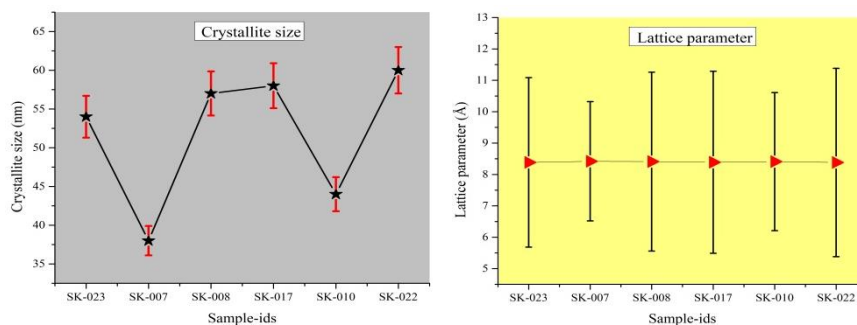 Crystallite size
65
60
55
50
45
40
35
Crystallite size (nm)
SK-023 SK-007 SK-008 SK-017 SK-010 SK-022
Sample-ids
Lattice parameter
13
12
11
10
9
8
7
6
5
Lattice parameter (Å)
SK-023 SK-007 SK-008 SK-017 SK-010 SK-022
Sample-ids